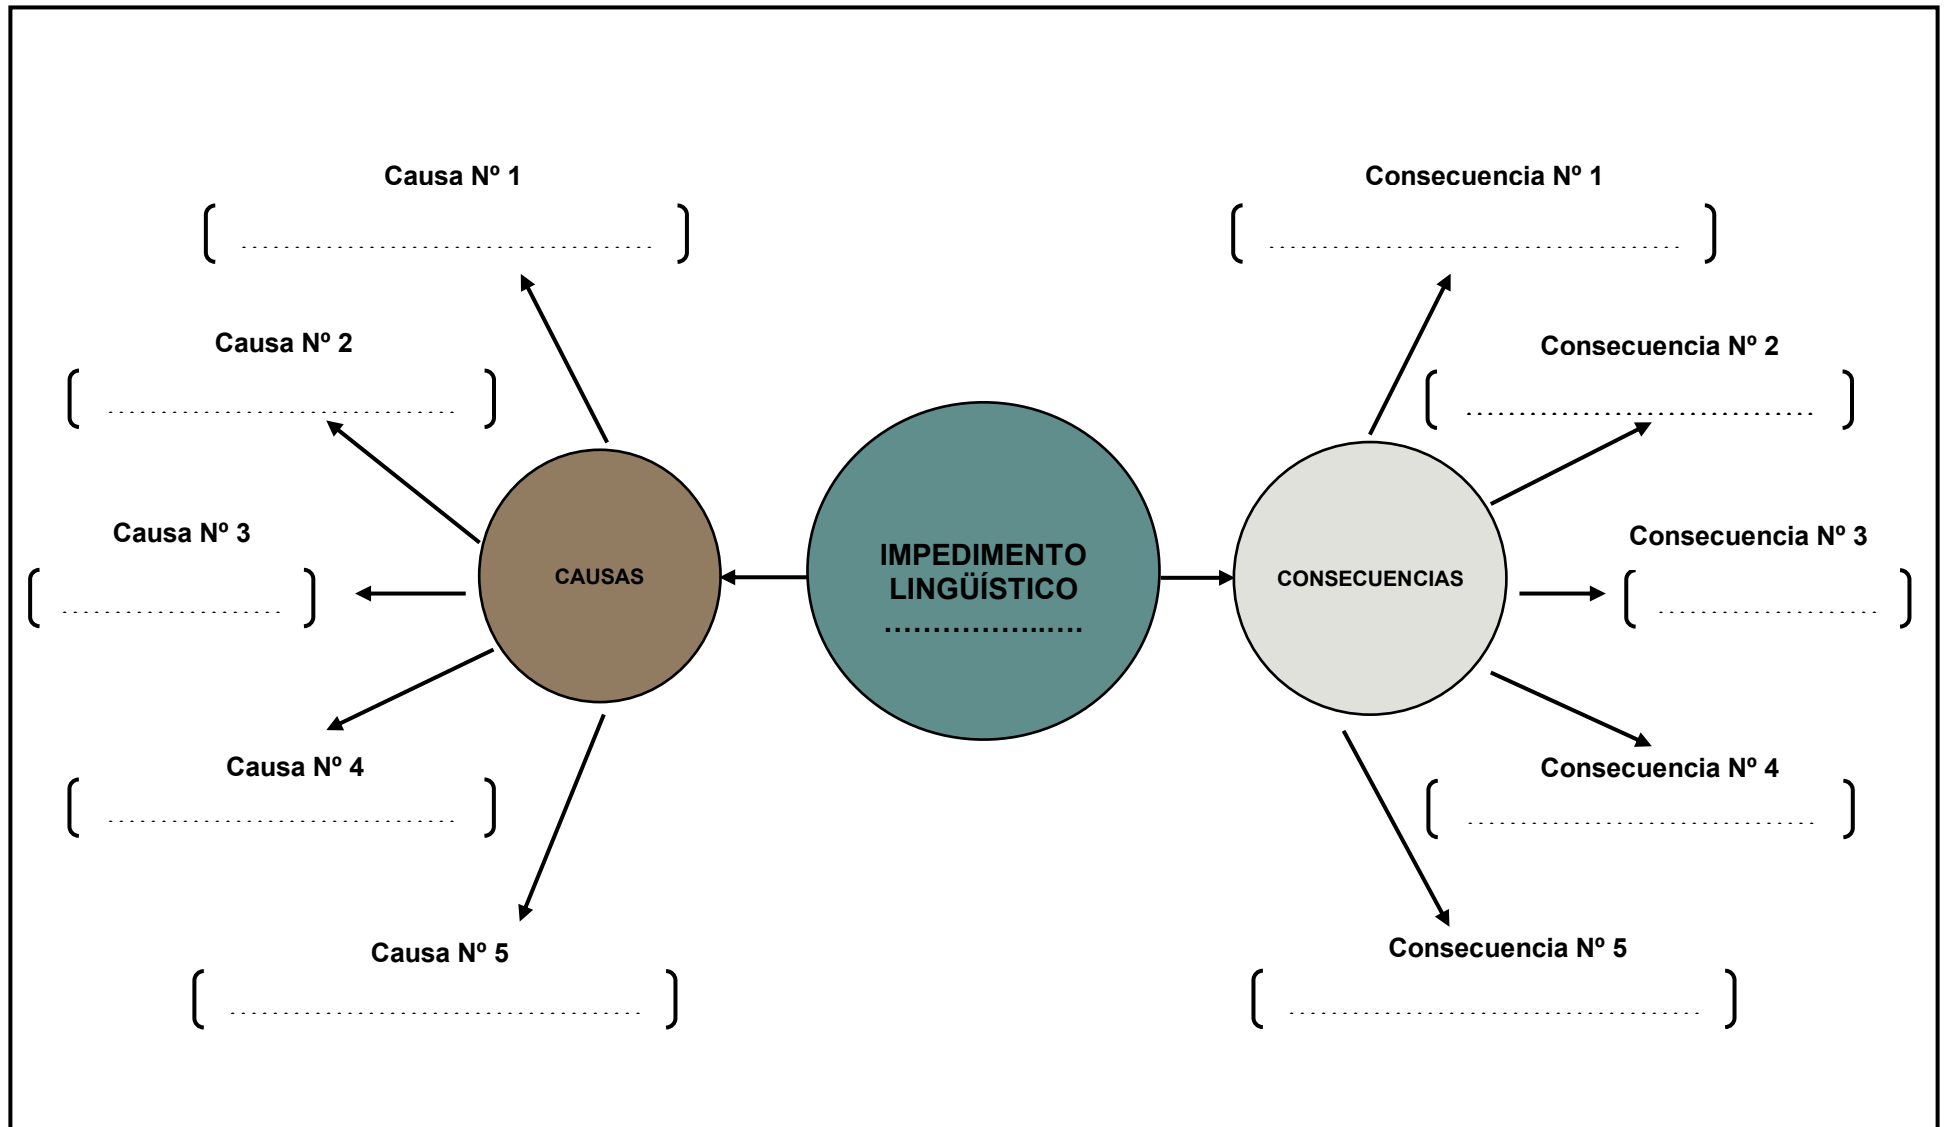 Causa Nº 1
Consecuencia Nº 1
Causa Nº 2
Consecuencia Nº 2
Causa Nº 3
Consecuencia Nº 3
IMPEDIMENTO
LINGÜÍSTICO
……………...….
CAUSAS
CONSECUENCIAS
Causa Nº 4
Consecuencia Nº 4
Causa Nº 5
Consecuencia Nº 5